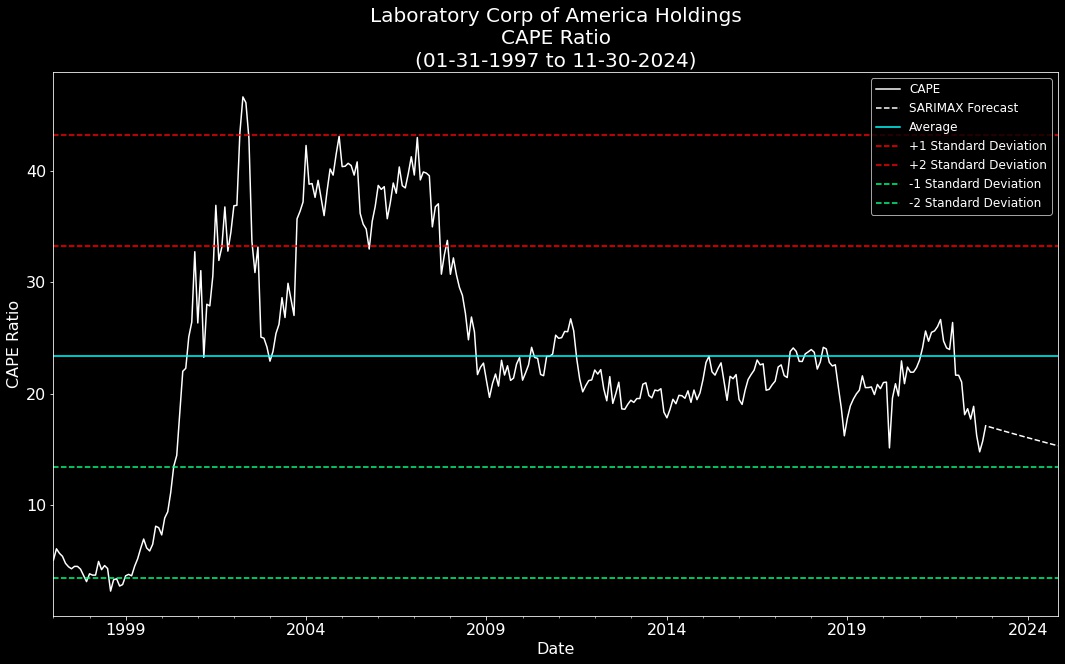 Laboratory Corp of America Holdings
CAPE Ratio
(01-31-1997 to 11-30-2024)
CAPE
SARIMAX Forecast
Average
+1 Standard Deviation
+2 Standard Deviation
-1 Standard Deviation
-2 Standard Deviation
CAPE Ratio
40
30
20
10
1999 2004 2009 2014 2019 2024
Date